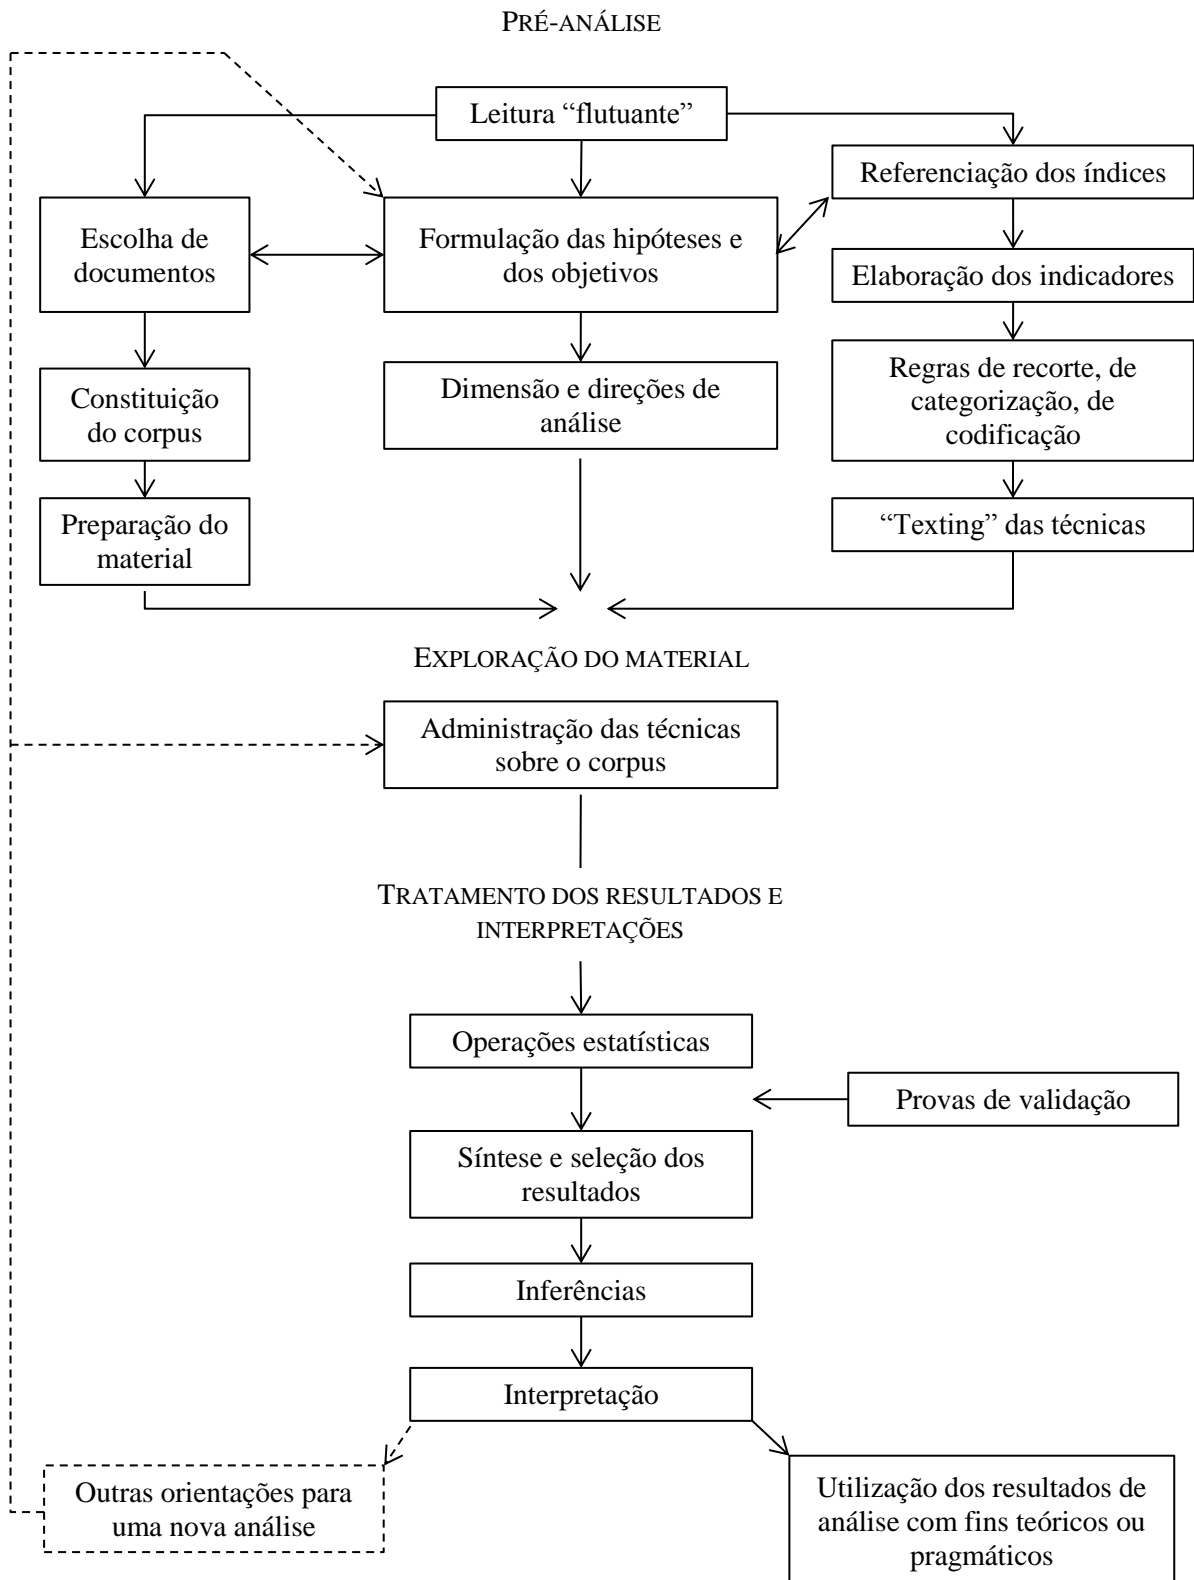 PRÉ-ANÁLISE
Leitura “flutuante”
Referenciação dos índices
Escolha de
documentos
Formulação das hipóteses e
dos objetivos
Elaboração dos indicadores
Constituição
do corpus
Dimensão e direções de
análise
Regras de recorte, de
categorização, de
codificação
Preparação do
material
“Texting” das técnicas
EXPLORAÇÃO DO MATERIAL
Administração das técnicas
sobre o corpus
TRATAMENTO DOS RESULTADOS E
INTERPRETAÇÕES
Operações estatísticas
Provas de validação
Síntese e seleção dos
resultados
Inferências
Interpretação
Outras orientações para
uma nova análise
Utilização dos resultados de
análise com fins teóricos ou
pragmáticos